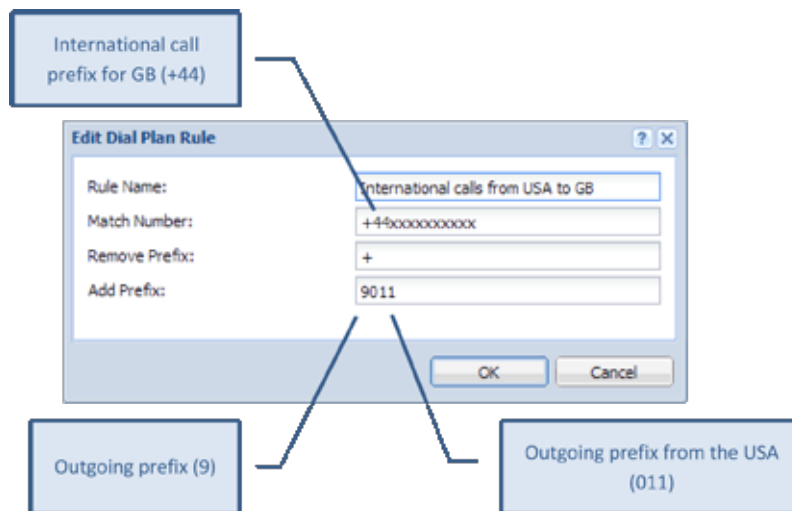 International call
prefix for GB (+44)
Edit Dial Plan Rule
Rule Name: International calls from USA to GB
Match Number: +44xxxxxxxxxx
Remove Prefix: +
Add Prefix: 9011
OK Cancel
Outgoing prefix (9)
Outgoing prefix from the USA
(011)